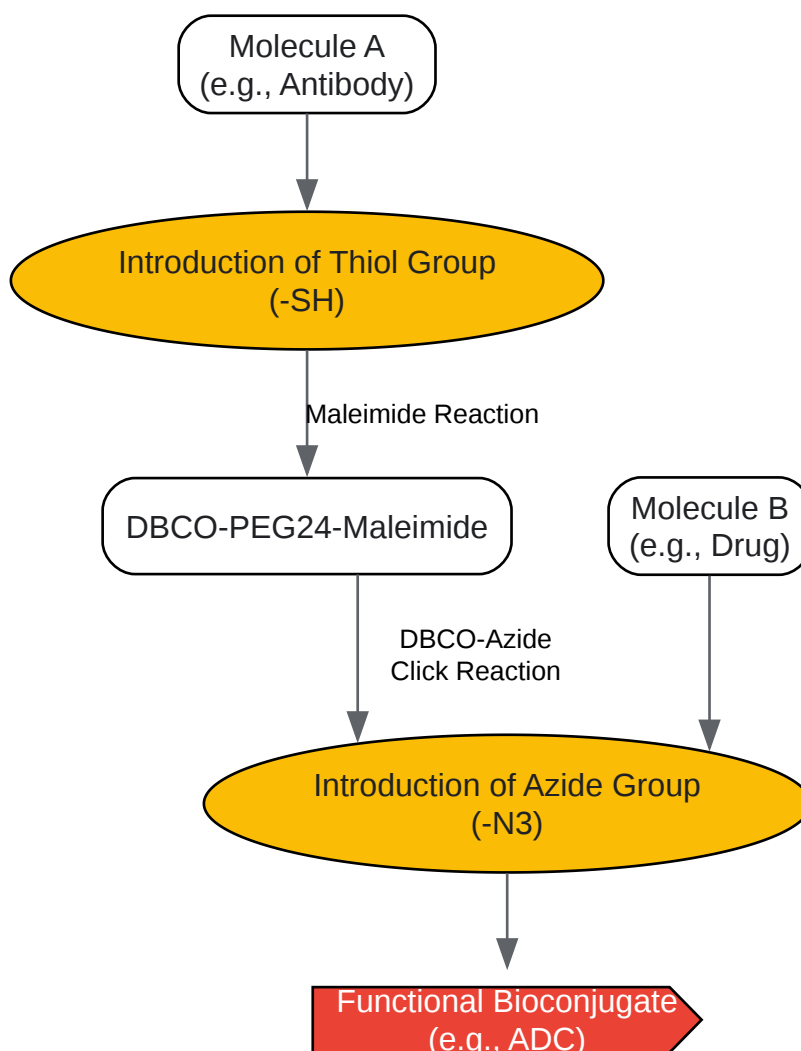 Molecule A
(e.g., Antibody)
Introduction of Thiol Group
(-SH)
Maleimide Reaction
DBCO-PEG24-Maleimide
Molecule B
(e.g., Drug)
DBCO-Azide
Click Reaction
Introduction of Azide Group
(-N3)
Functional Bioconjugate
(e.g., ADC)